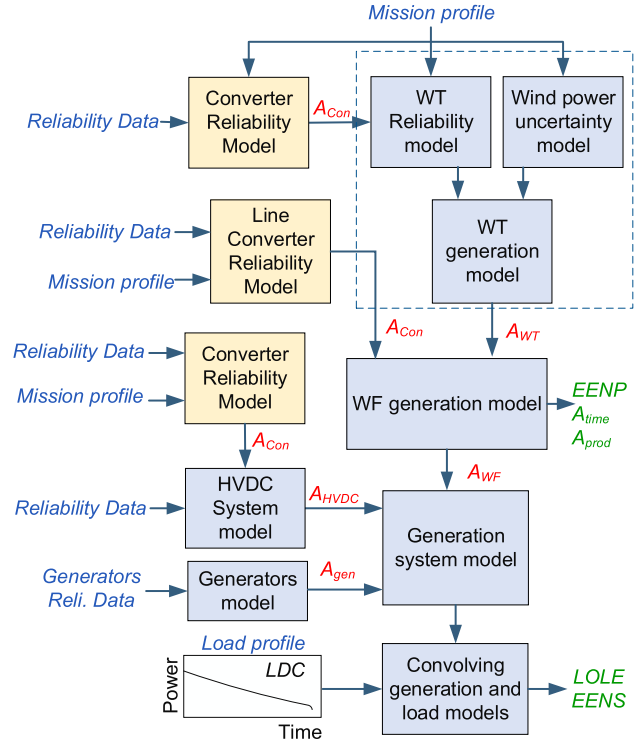 Mission profile
Reliability Data
Converter
Reliability
Model
A_Con
WT
Reliability
model
Wind power
uncertainty
model
Reliability Data
Mission profile
Line
Converter
Reliability
Model
WT
generation
model
A_Con
A_WT
Reliability Data
Mission profile
Converter
Reliability
Model
WF generation model
EENP
A_time
A_prod
A_Con
A_WF
Reliability Data
HVDC
System
model
A_HVDC
Generation
system model
Generators
Reli. Data
Generators
model
A_gen
Load profile
Power
LDC
Time
Convolving
generation and
load models
LOLE
EENS